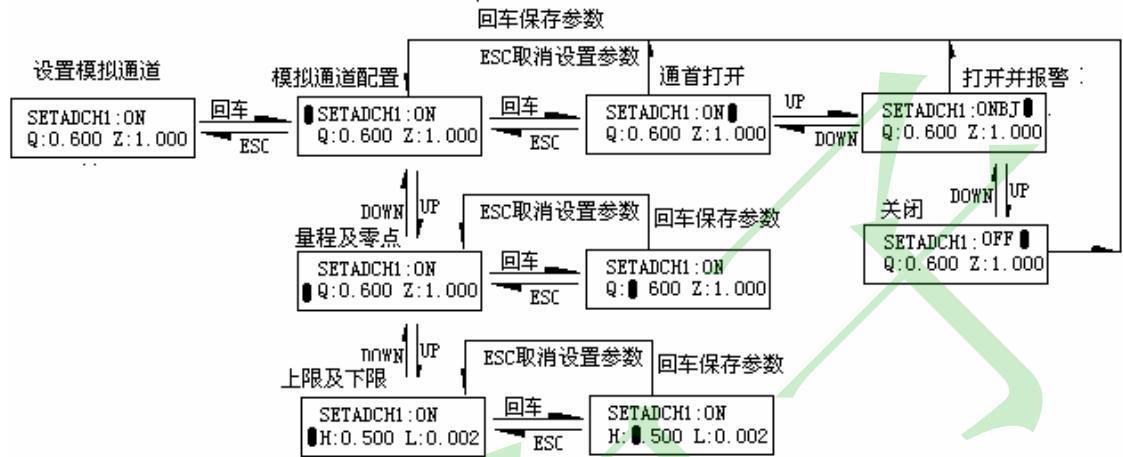 回车保存参数
ESC取消设置参数
设置模拟通道
模拟通道配置
通首打开
打开并报警:
SETADCH1:ON
Q:0.600 Z:1.000
回车
ESC
SETADCH1:ON
Q:0.600 Z:1.000
回车
ESC
SETADCH1:ON
Q:0.600 Z:1.000
UP
DOWN
SETADCH1:ONBJ
Q:0.600 Z:1.000
DOWN
UP
关闭
SETADCH1:OFF
Q:0.600 Z:1.000
DOWN
UP
量程及零点
ESC取消设置参数
回车保存参数
SETADCH1:ON
Q:0.600 Z:1.000
回车
ESC
SETADCH1:ON
Q: 600 Z:1.000
DOWN
UP
上限及下限
ESC取消设置参数
回车保存参数
SETADCH1:ON
H:0.500 L:0.002
回车
ESC
SETADCH1:ON
H: .500 L:0.002